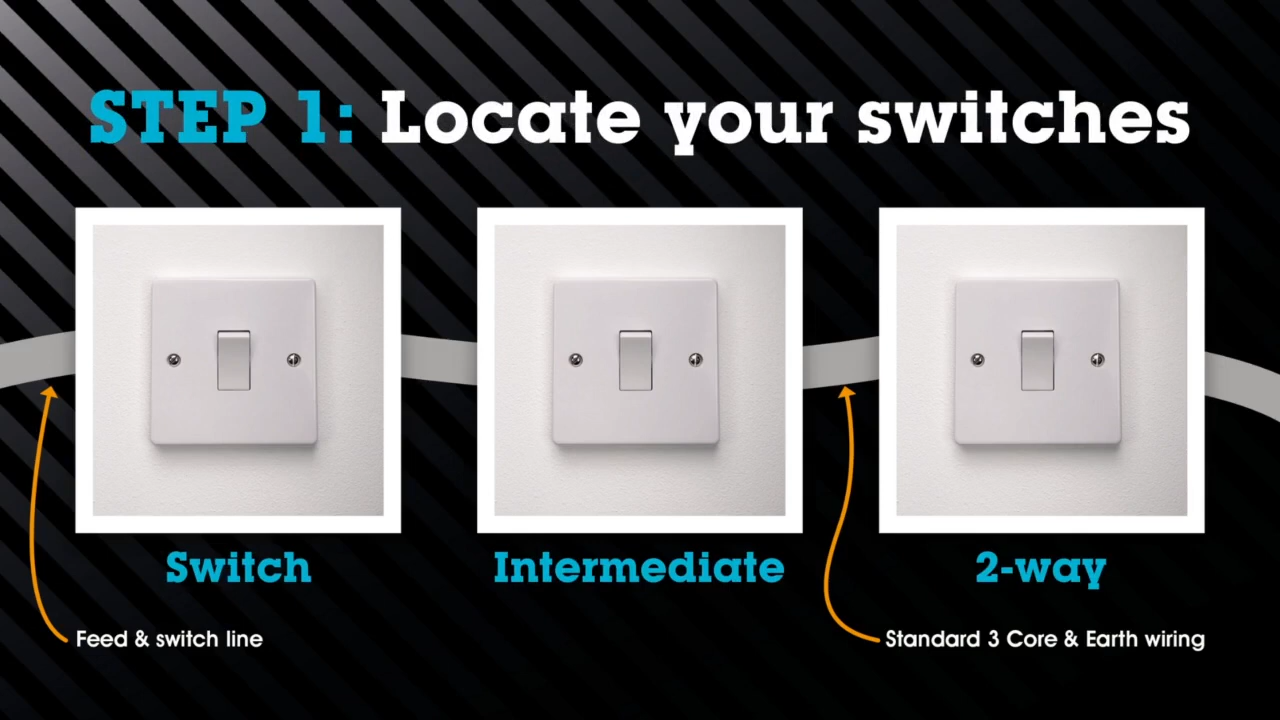 STEP 1: Locate your switches
Switch
Intermediate
2-way
Feed & switch line
Standard 3 Core & Earth wiring